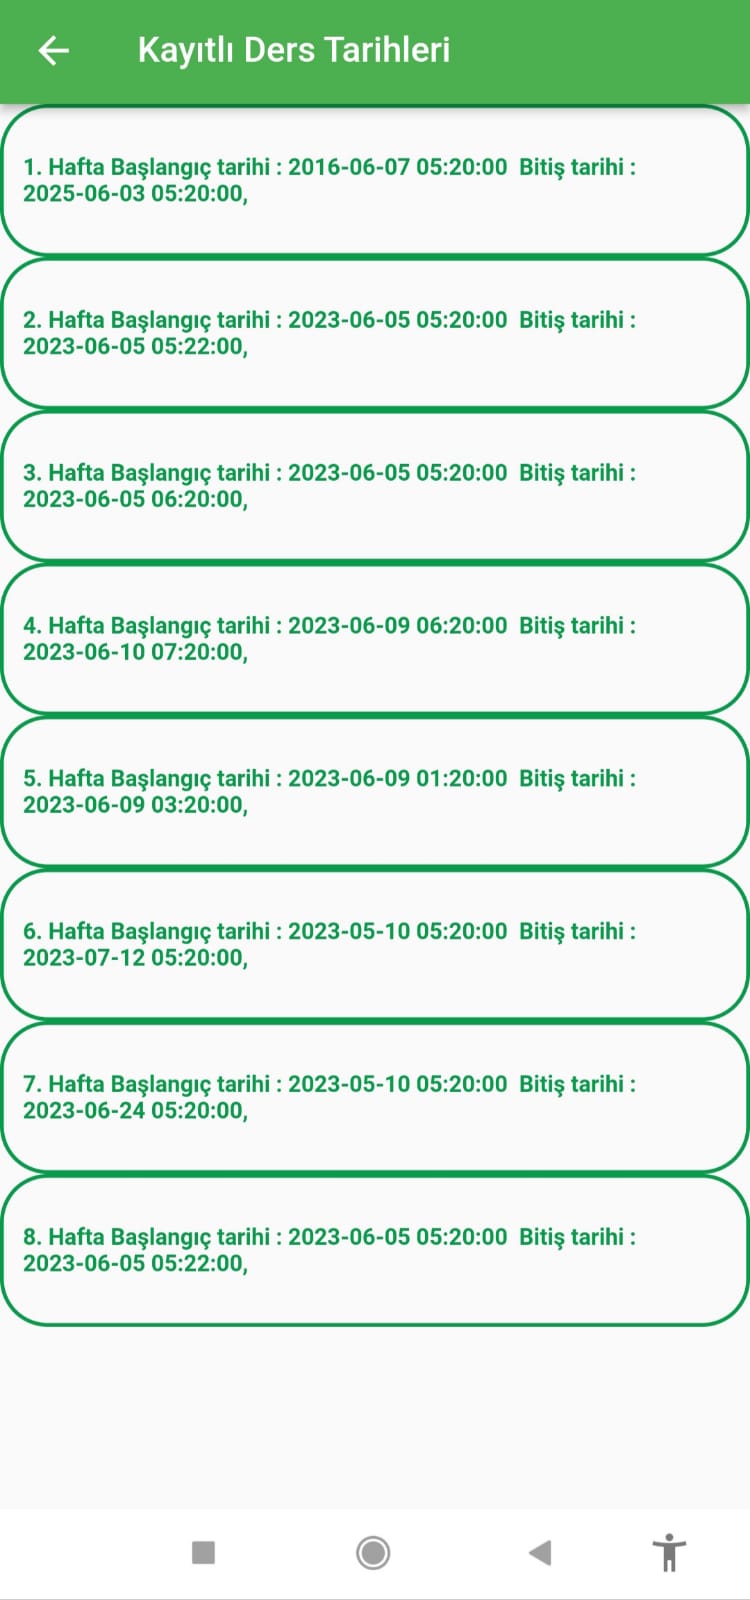 Kayıtlı Ders Tarihleri
1. Hafta Başlangıç tarihi : 2016-06-07 05:20:00  Bitiş tarihi :
2025-06-03 05:20:00,
2. Hafta Başlangıç tarihi : 2023-06-05 05:20:00  Bitiş tarihi :
2023-06-05 05:22:00,
3. Hafta Başlangıç tarihi : 2023-06-05 05:20:00  Bitiş tarihi :
2023-06-05 06:20:00,
4. Hafta Başlangıç tarihi : 2023-06-09 06:20:00  Bitiş tarihi :
2023-06-10 07:20:00,
5. Hafta Başlangıç tarihi : 2023-06-09 01:20:00  Bitiş tarihi :
2023-06-09 03:20:00,
6. Hafta Başlangıç tarihi : 2023-05-10 05:20:00  Bitiş tarihi :
2023-07-12 05:20:00,
7. Hafta Başlangıç tarihi : 2023-05-10 05:20:00  Bitiş tarihi :
2023-06-24 05:20:00,
8. Hafta Başlangıç tarihi : 2023-06-05 05:20:00  Bitiş tarihi :
2023-06-05 05:22:00,